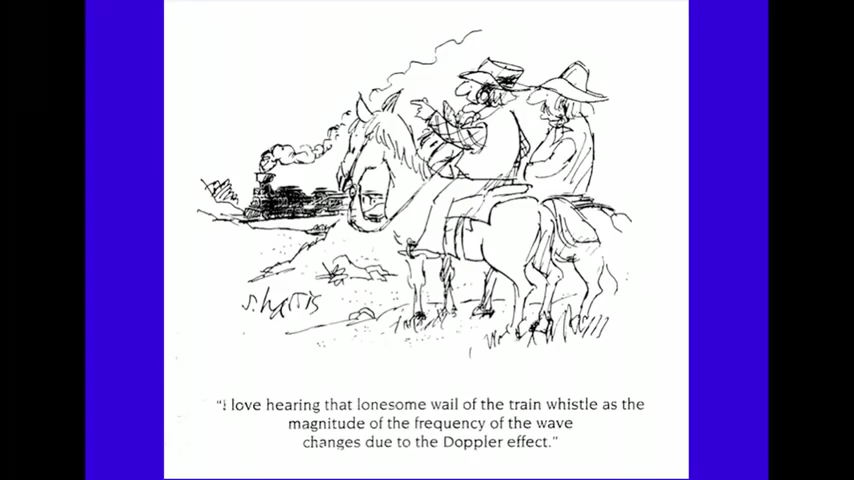 s.harris
"I love hearing that lonesome wail of the train whistle as the
magnitude of the frequency of the wave
changes due to the Doppler effect."